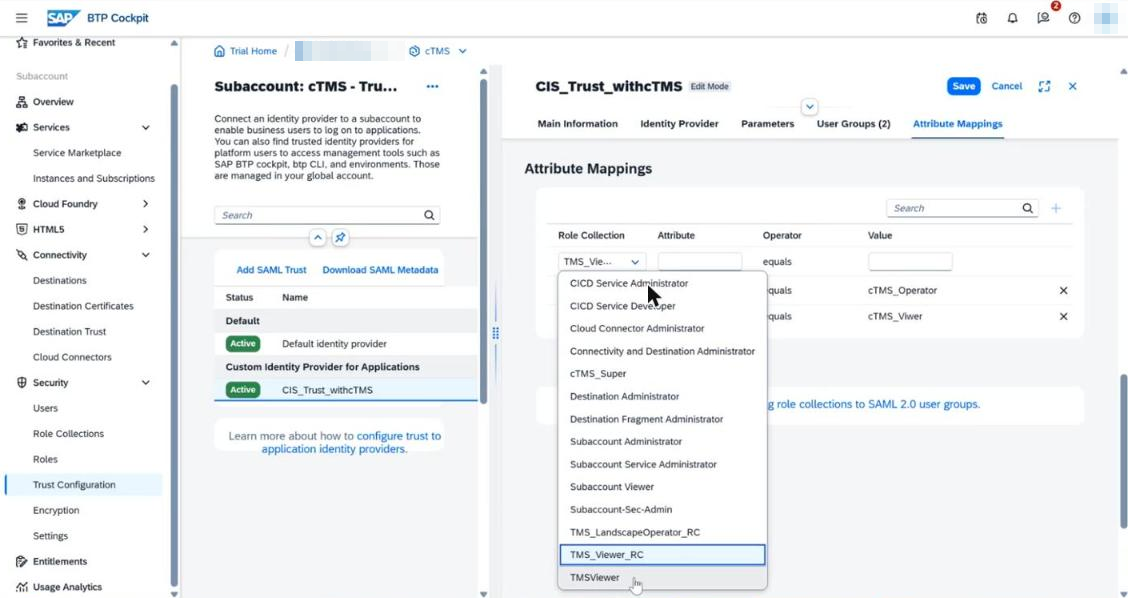 SAP BTP Cockpit
2
Favorites & Recent
Subaccount
Overview
Services
Service Marketplace
Instances and Subscriptions
Cloud Foundry
HTML5
Connectivity
Destinations
Destination Certificates
Destination Trust
Cloud Connectors
Security
Users
Role Collections
Roles
Trust Configuration
Encryption
Settings
Entitlements
Usage Analytics
Trial Home /
cTMS
Subaccount: cTMS - Tru...
Connect an identity provider to a subaccount to
enable business users to log on to applications.
You can also find trusted identity providers for
platform users to access management tools such as
SAP BTP cockpit, btp CLI, and environments. Those
are managed in your global account.
Search
Add SAML Trust Download SAML Metadata
Status Name
Default
Active Default identity provider
Custom Identity Provider for Applications
Active CIS_Trust_withcTMS
Learn more about how to configure trust to
application identity providers.
CIS_Trust_withcTMS Edit Mode
Save Cancel
Main Information Identity Provider Parameters User Groups (2) Attribute Mappings
Attribute Mappings
Search
Role Collection Attribute Operator Value
TMS_Vie... equals
equals cTMS_Operator
equals cTMS_Viwer
CICD Service Administrator
CICD Service Developer
Cloud Connector Administrator
Connectivity and Destination Administrator
cTMS_Super
Destination Administrator
Destination Fragment Administrator
Subaccount Administrator
Subaccount Service Administrator
Subaccount Viewer
Subaccount-Sec-Admin
TMS_LandscapeOperator_RC
TMS_Viewer_RC
TMSViewer
g role collections to SAML 2.0 user groups.